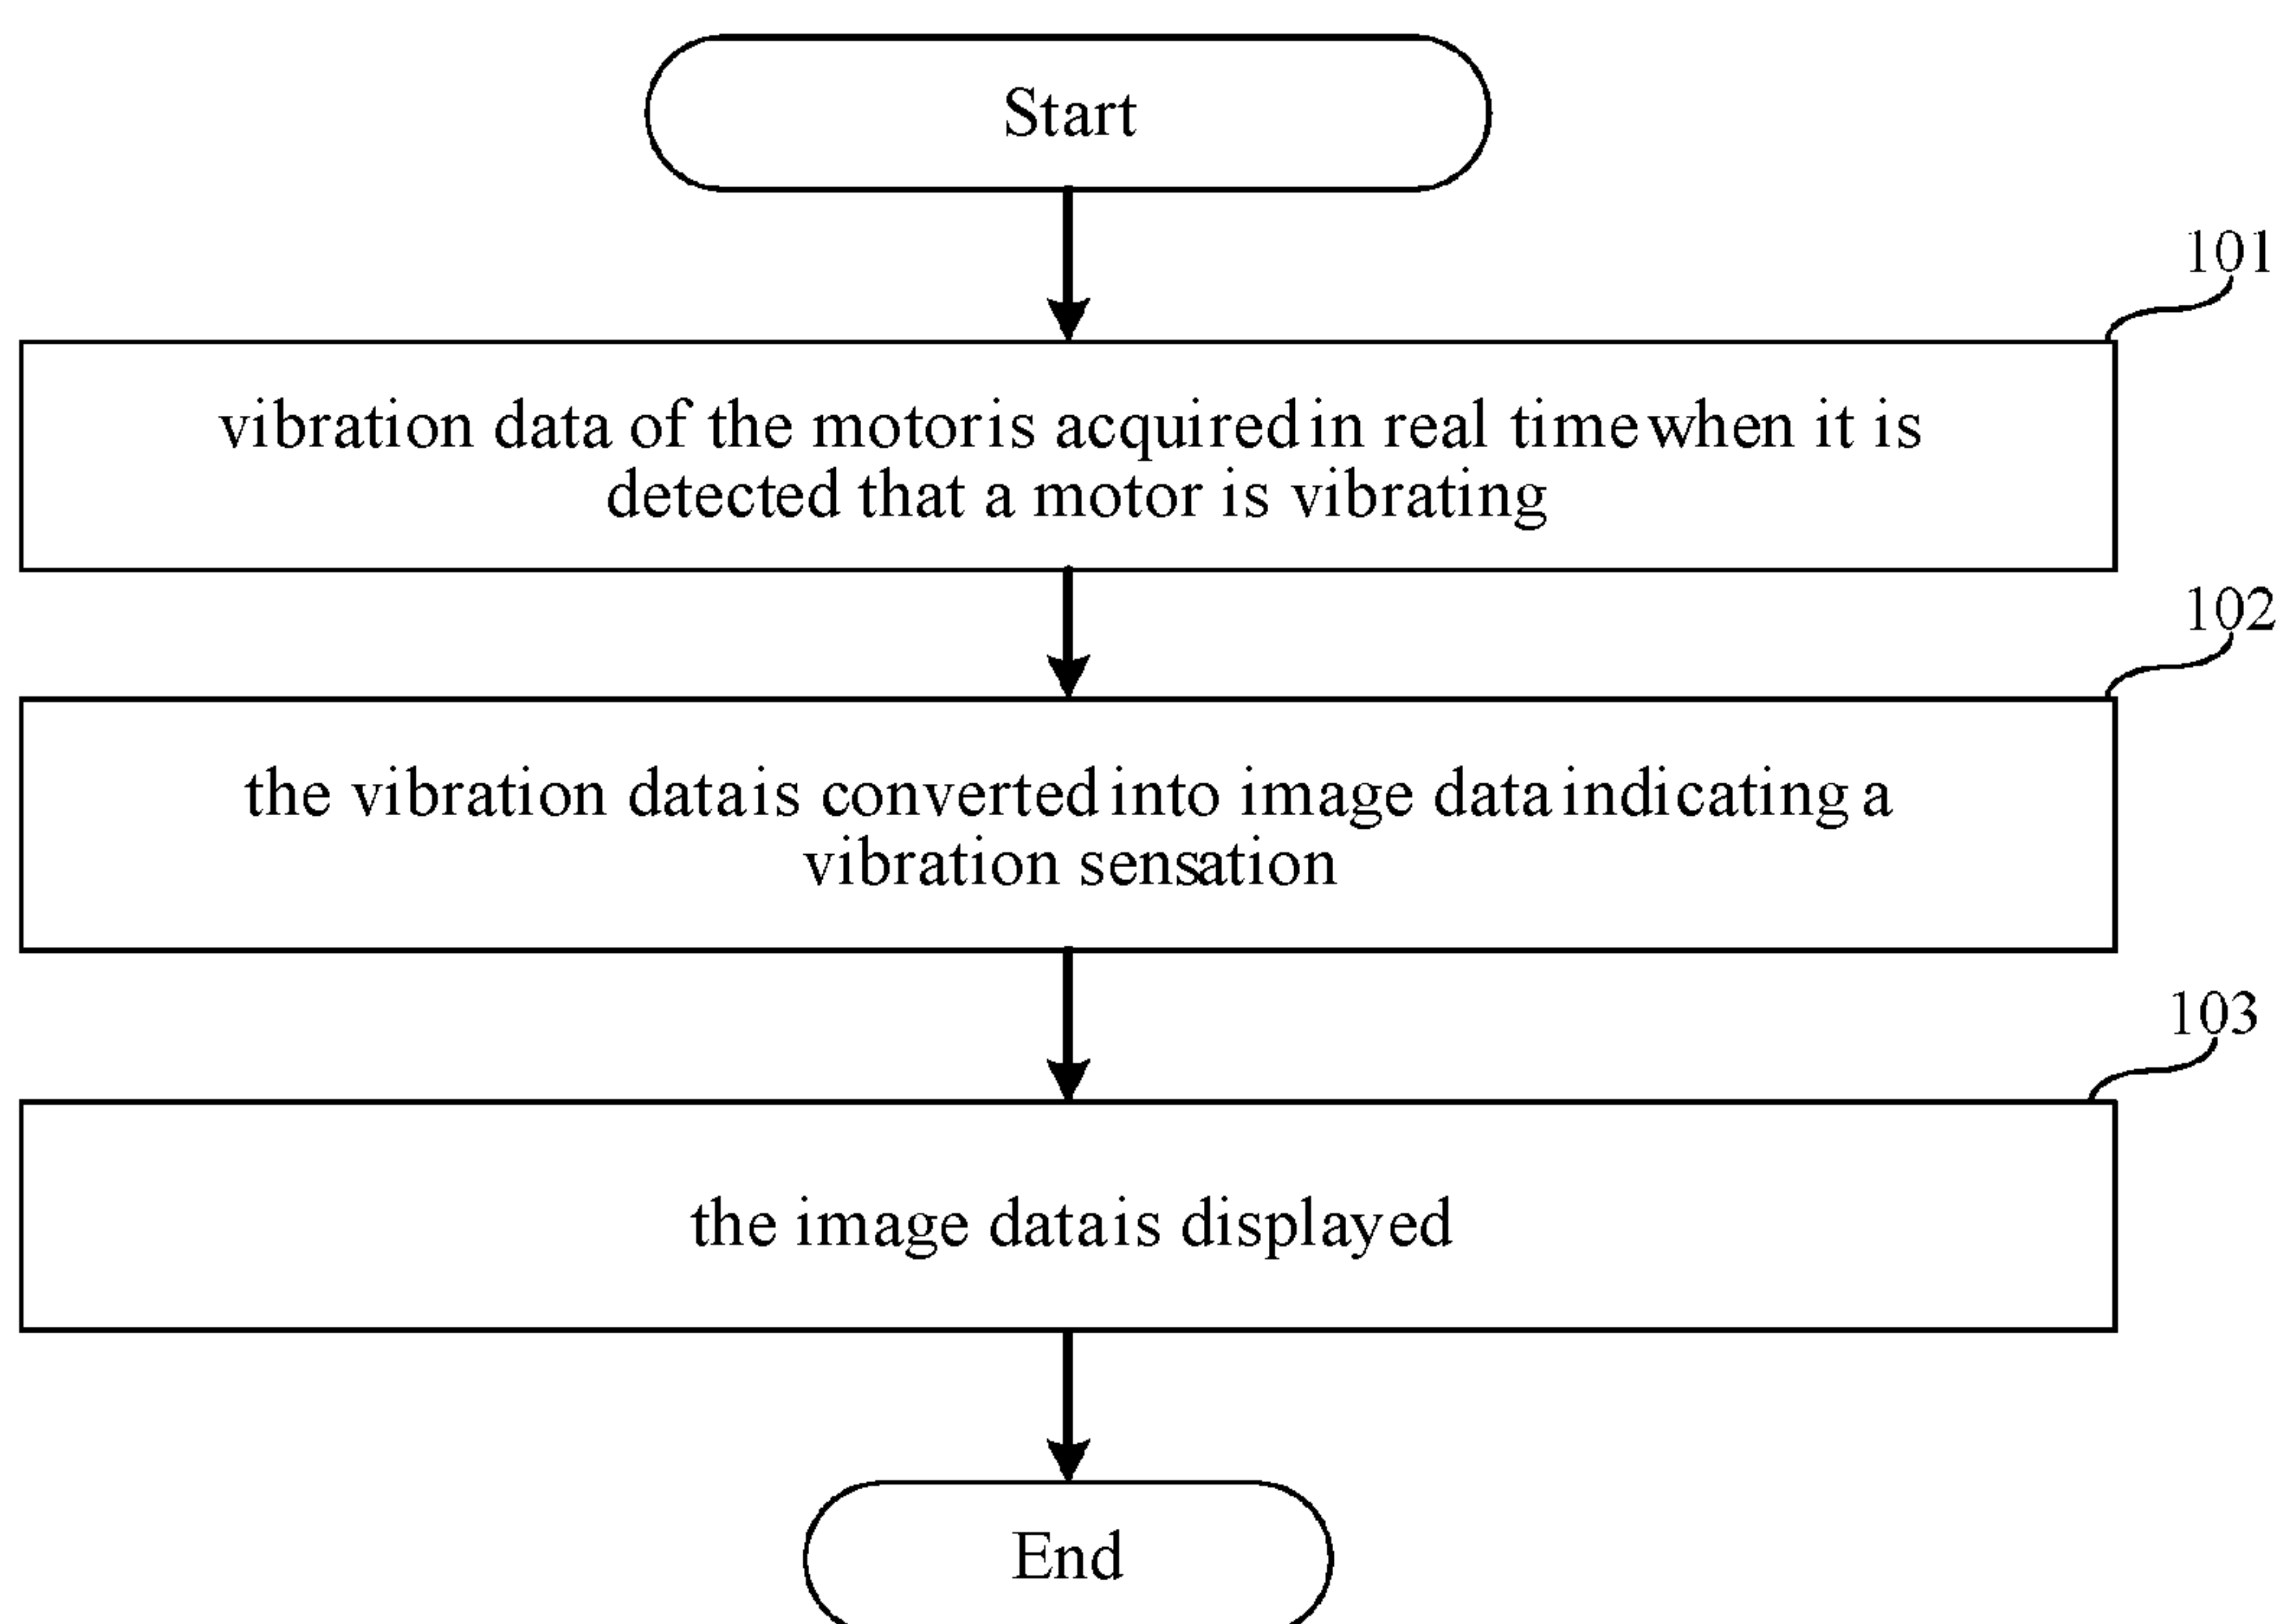 Start
101
vibration data of the motor is acquired in real time when it is
detected that a motor is vibrating
102
the vibration data is converted into image data indicating a
vibration sensation
103
the image data is displayed
End